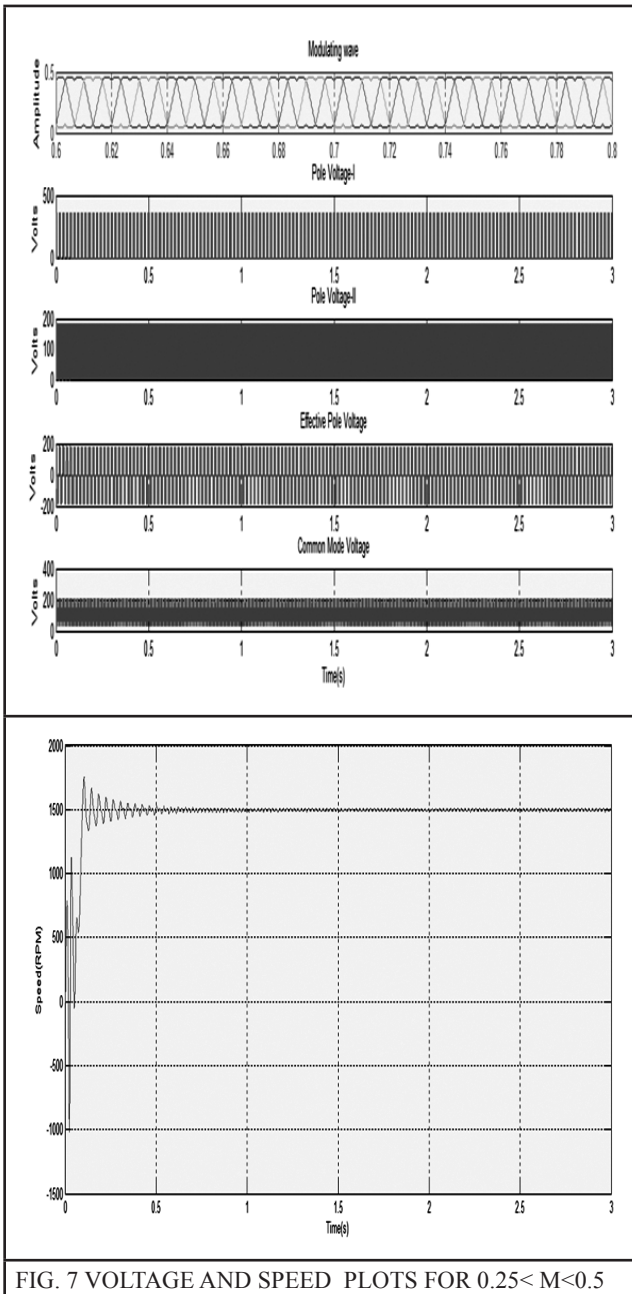 Modulating wave
Amplitude
0.5
0
0.6 0.62 0.64 0.66 0.68 0.7 0.72 0.74 0.76 0.78 0.8
Pole Voltage-I
Volts
500
0
0 0.5 1 1.5 2 2.5 3
Pole Voltage-II
Volts
200
100
0
0 0.5 1 1.5 2 2.5 3
Effective Pole Voltage
Volts
200
0
-200
0 0.5 1 1.5 2 2.5 3
Common Mode Voltage
Volts
400
200
0
0 0.5 1 1.5 2 2.5 3
Time(s)
2000
1500
1000
500
0
-500
-1000
-1500
Speed(RPM)
0 0.5 1 1.5 2 2.5 3
Time(s)
FIG. 7 VOLTAGE AND SPEED PLOTS FOR 0.25< M<0.5